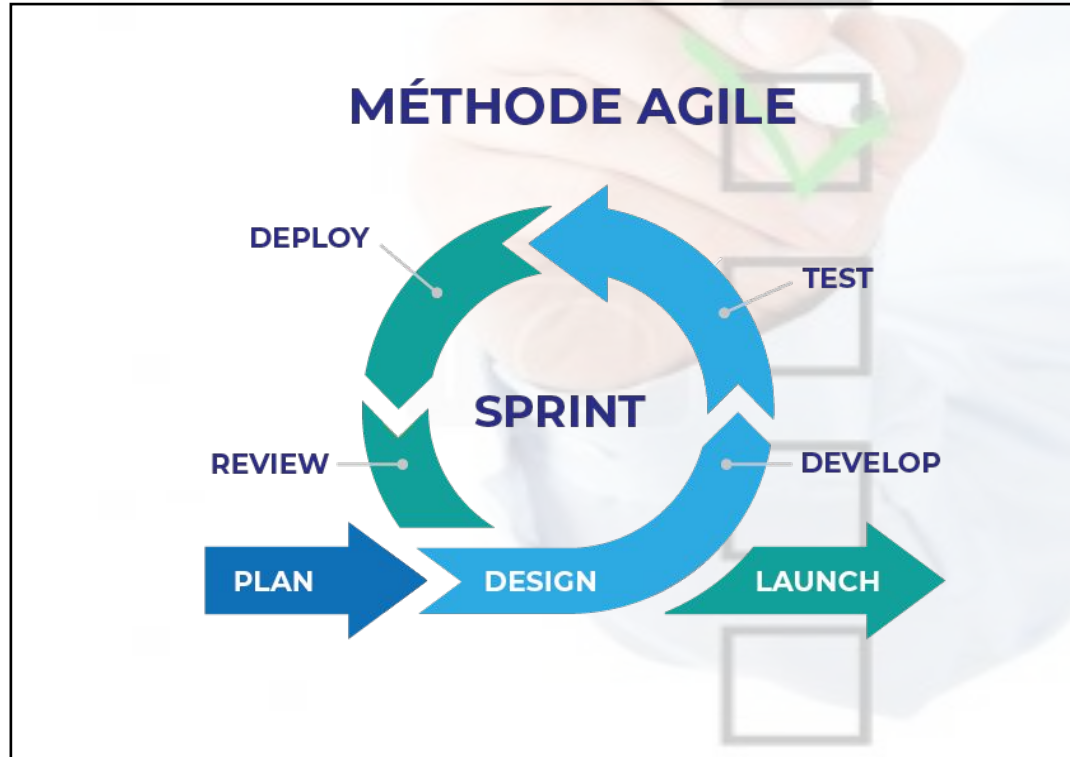 MÉTHODE AGILE
DEPLOY
TEST
SPRINT
REVIEW
DEVELOP
PLAN
DESIGN
LAUNCH